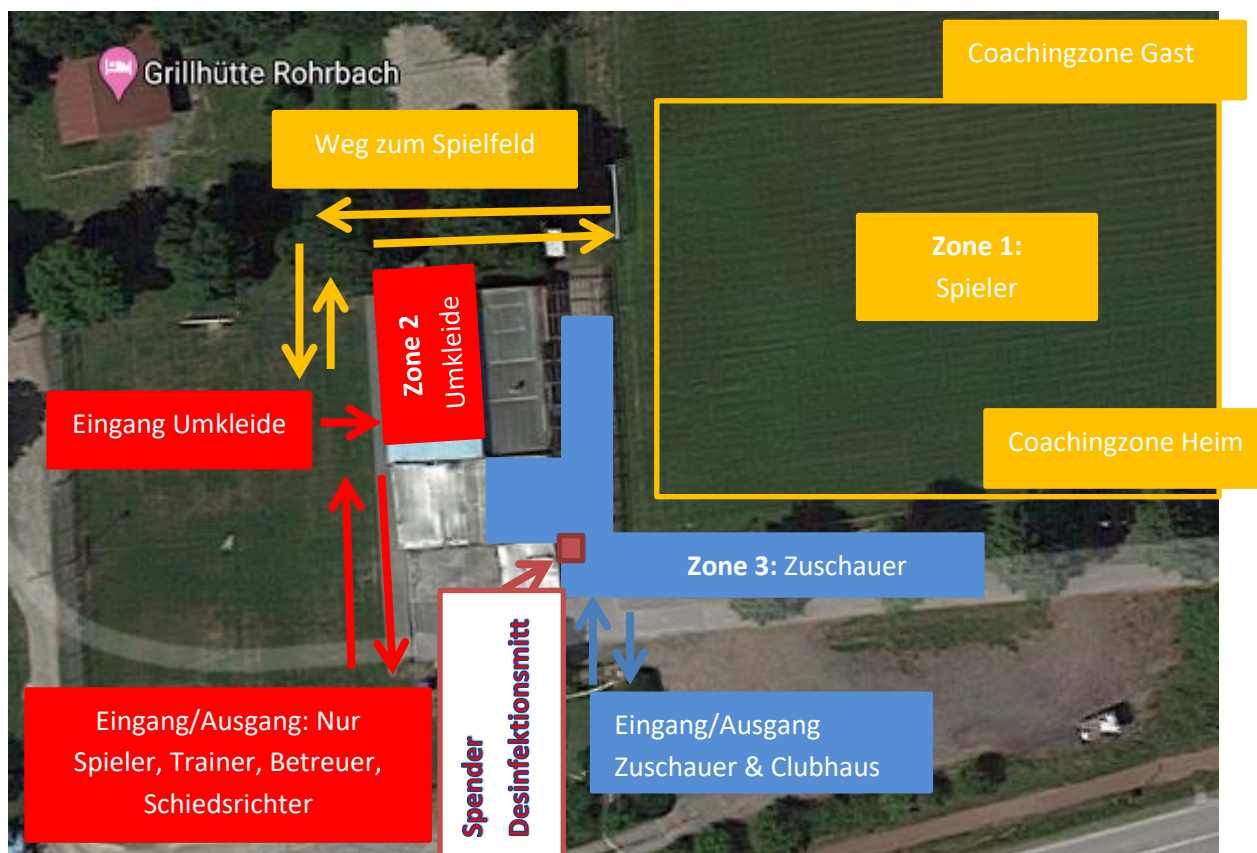 Coachingzone Gast
Grillhütte Rohrbach
Weg zum Spielfeld
Zone 1:
Spieler
Zone 2
Umkleide
Eingang Umkleide
Coachingzone Heim
Zone 3: Zuschauer
Spender
Desinfektionsmitt
Eingang/Ausgang: Nur
Spieler, Trainer, Betreuer,
Schiedsrichter
Eingang/Ausgang
Zuschauer & Clubhaus